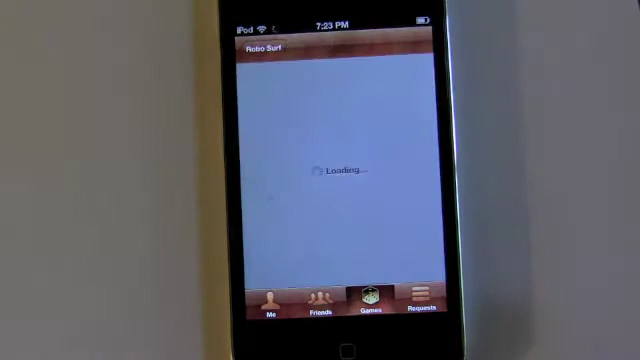 iPod 7:23 PM
Robo Surf
Loading...
Me Friends Games Requests